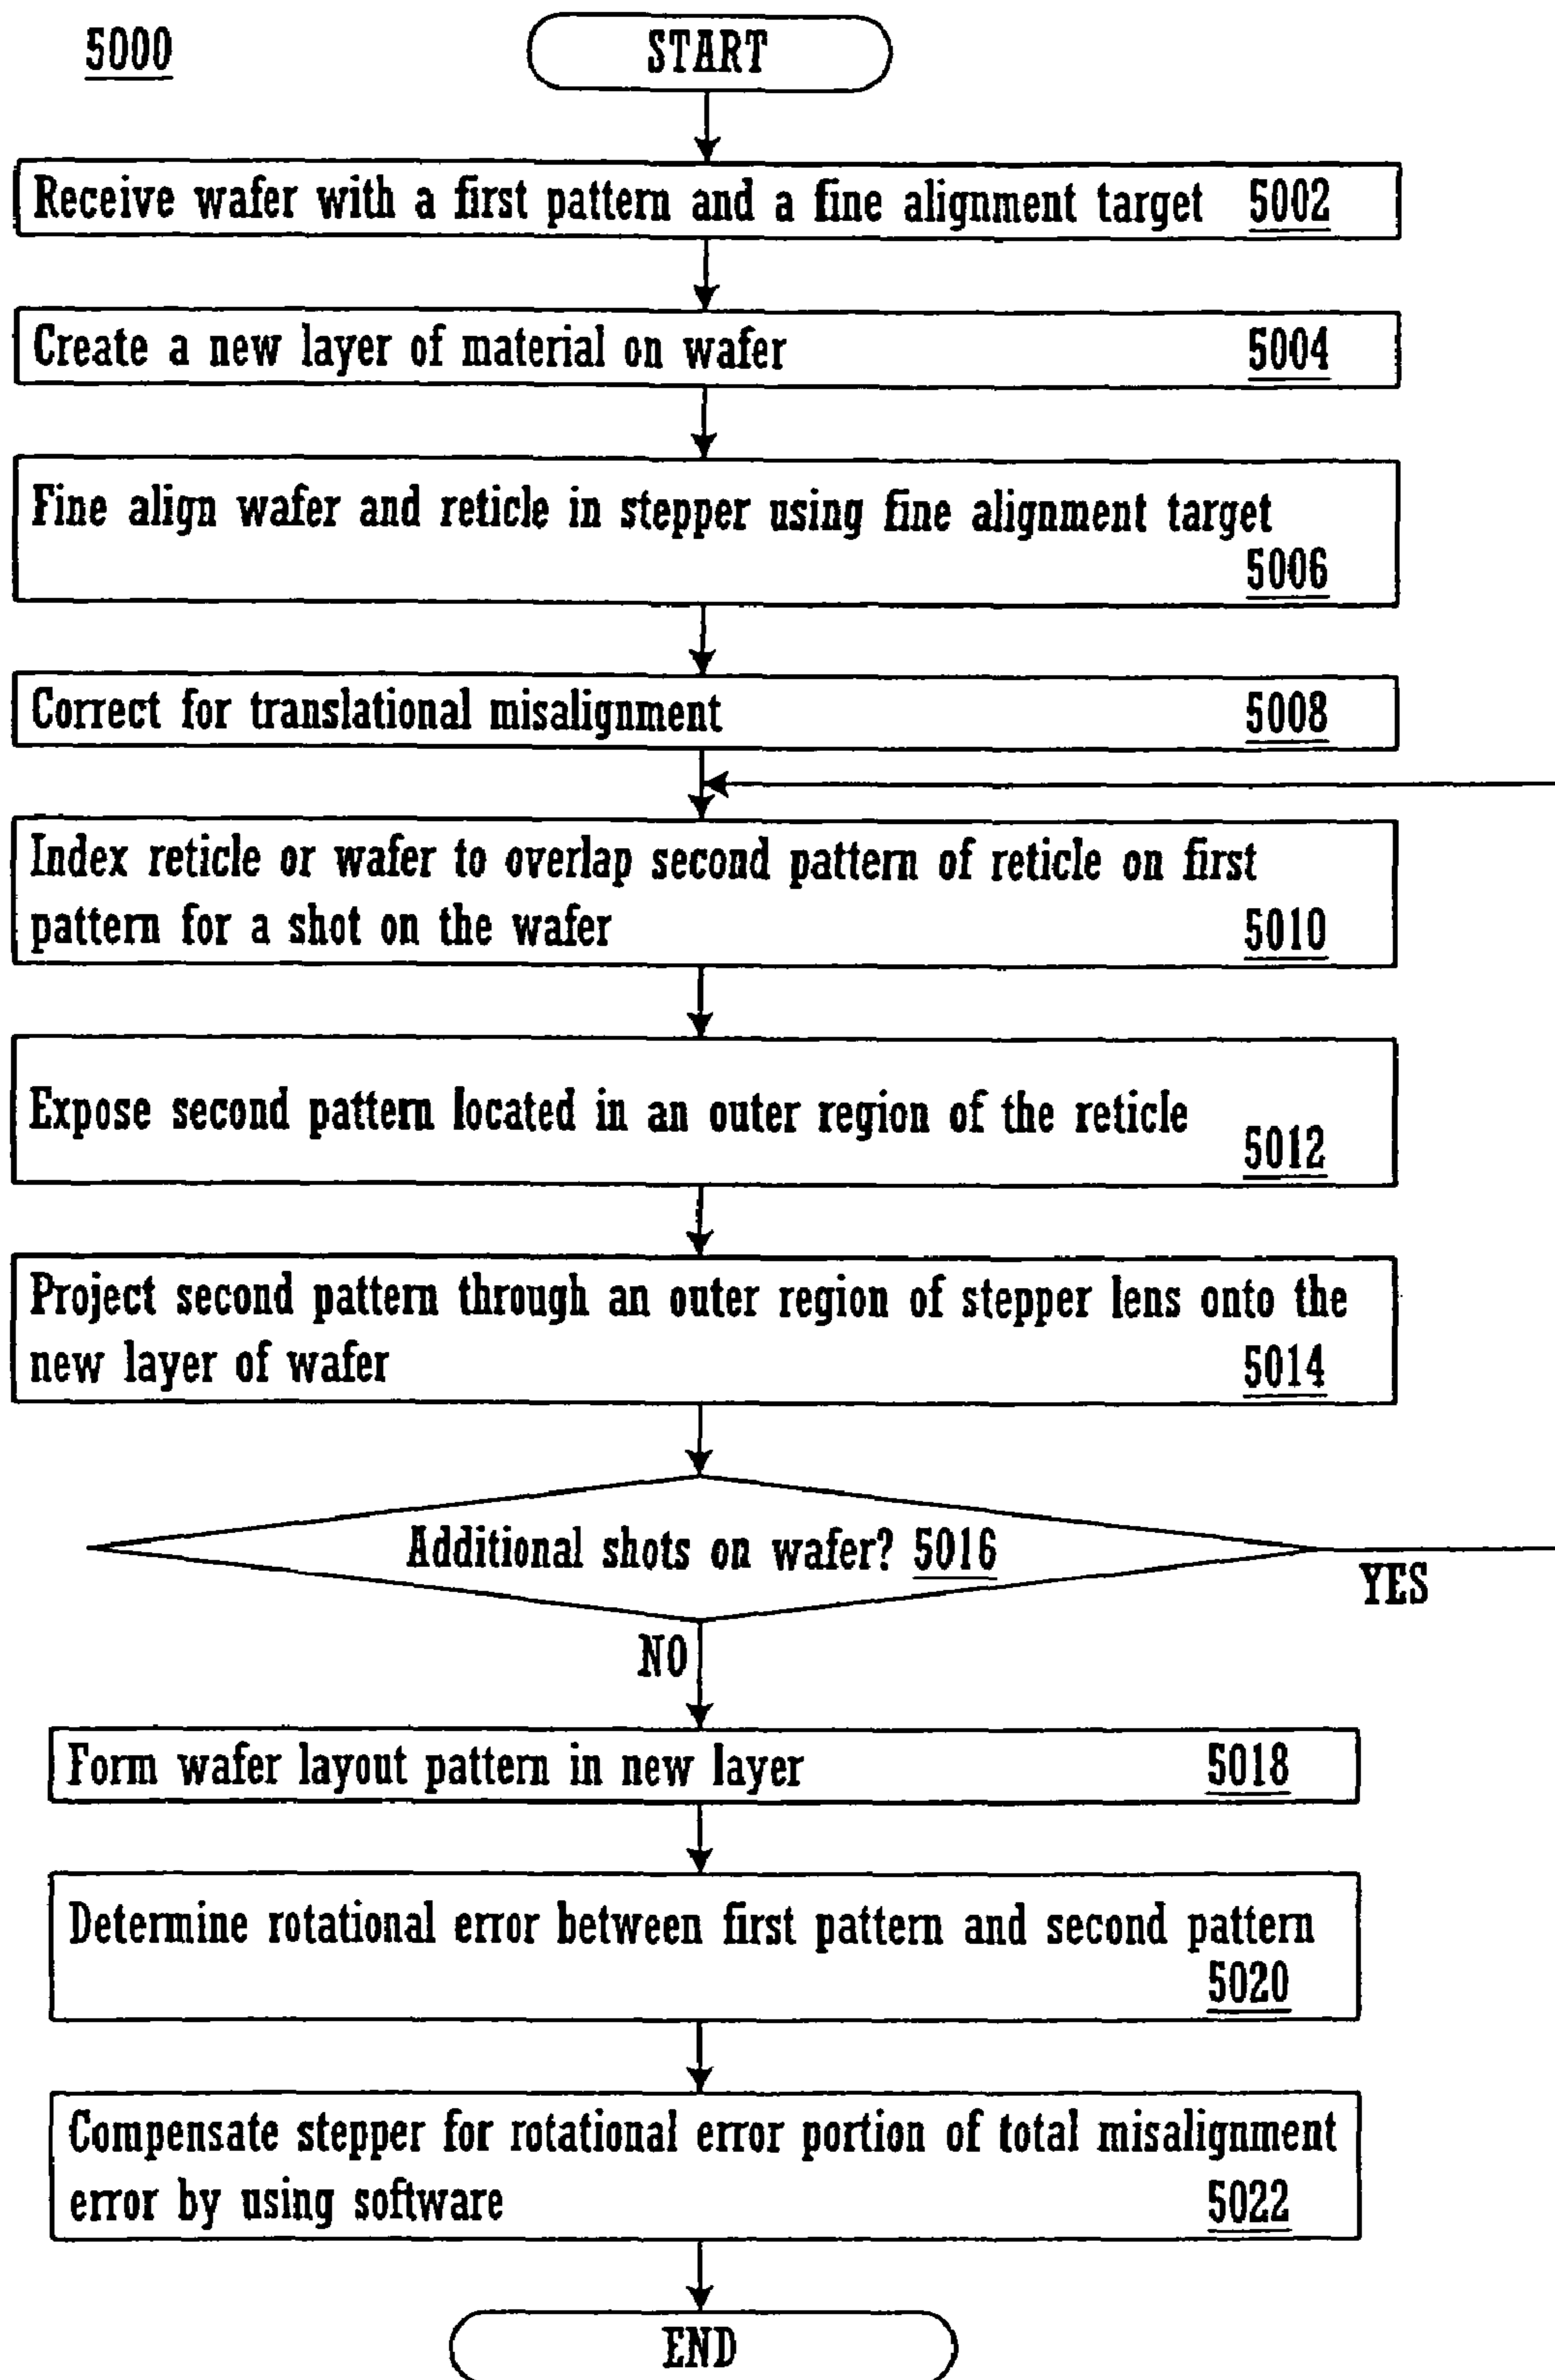 5000
START
Receive wafer with a first pattern and a fine alignment target 5002
Create a new layer of material on wafer 5004
Fine align wafer and reticle in stepper using fine alignment target
5006
Correct for translational misalignment 5008
Index reticle or wafer to overlap second pattern of reticle on first
pattern for a shot on the wafer 5010
Expose second pattern located in an outer region of the reticle
5012
Project second pattern through an outer region of stepper lens onto the
new layer of wafer 5014
Additional shots on wafer? 5016
YES
NO
Form wafer layout pattern in new layer 5018
Determine rotational error between first pattern and second pattern
5020
Compensate stepper for rotational error portion of total misalignment
error by using software 5022
END